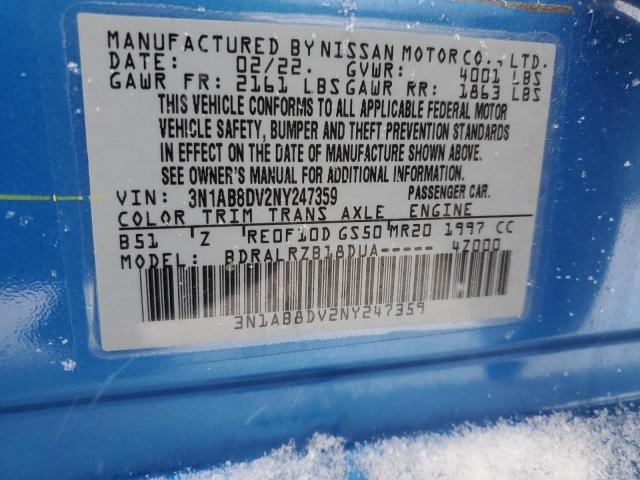 MANUFACTURED BY NISSAN MOTOR CO., LTD.
DATE: 02/22. GVWR: 4001 LBS
GAWR FR: 2161 LBS GAWR RR: 1863 LBS
THIS VEHICLE CONFORMS TO ALL APPLICABLE FEDERAL MOTOR
VEHICLE SAFETY, BUMPER AND THEFT PREVENTION STANDARDS
IN EFFECT ON THE DATE OF MANUFACTURE SHOWN ABOVE.
SEE OWNER'S MANUAL FOR ADDITIONAL INFORMATION.
VIN: 3N1AB8DV2NY247359 PASSENGER CAR.
COLOR TRIM TRANS AXLE ENGINE
B51 Z RE0F10D GS50 MR20 1997 CC
MODEL: BDRALRZB18DUA----- 4Z000
3N1AB8DV2NY247359